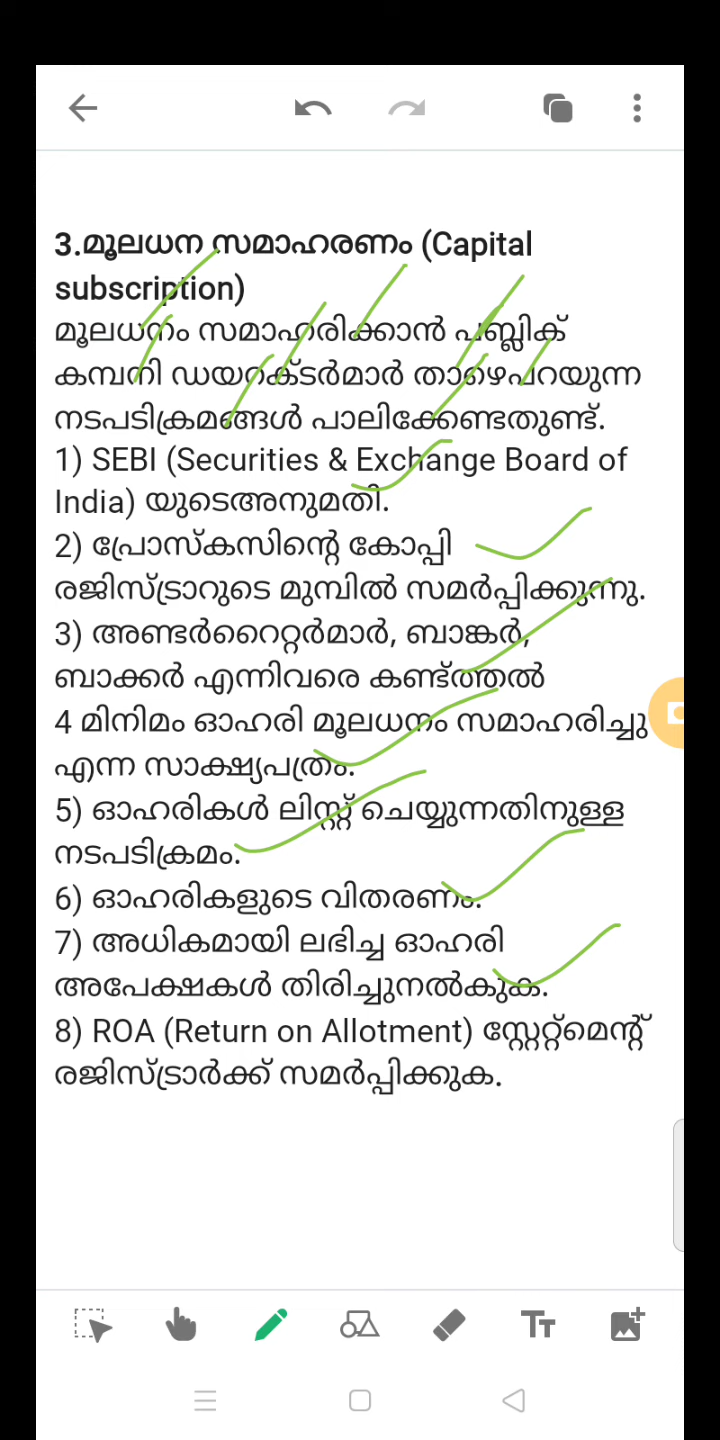 3.മൂലധന സമാഹരണം (Capital
subscription)
മൂലധനം സമാഹരിക്കാൻ പബ്ലിക്
കമ്പനി ഡയറക്ടർമാർ താഴെപറയുന്ന
നടപടിക്രമങ്ങൾ പാലിക്കേണ്ടതുണ്ട്.
1) SEBI (Securities & Exchange Board of
India) യുടെഅനുമതി.
2) പ്രോസ്കസിന്റെ കോപ്പി
രജിസ്ട്രാറുടെ മുമ്പിൽ സമർപ്പിക്കുന്നു.
3) അണ്ടർറൈറ്റർമാർ, ബാങ്കർ,
ബാക്കർ എന്നിവരെ കണ്ട്ത്തൽ
4 മിനിമം ഓഹരി മൂലധനം സമാഹരിച്ചു
എന്ന സാക്ഷ്യപത്രം.
5) ഓഹരികൾ ലിസ്റ്റ് ചെയ്യുന്നതിനുള്ള
നടപടിക്രമം.
6) ഓഹരികളുടെ വിതരണം.
7) അധികമായി ലഭിച്ച ഓഹരി
അപേക്ഷകൾ തിരിച്ചുനൽകുക.
8) ROA (Return on Allotment) സ്റ്റേറ്റ്മെന്റ്
രജിസ്ട്രാർക്ക് സമർപ്പിക്കുക.
Tт